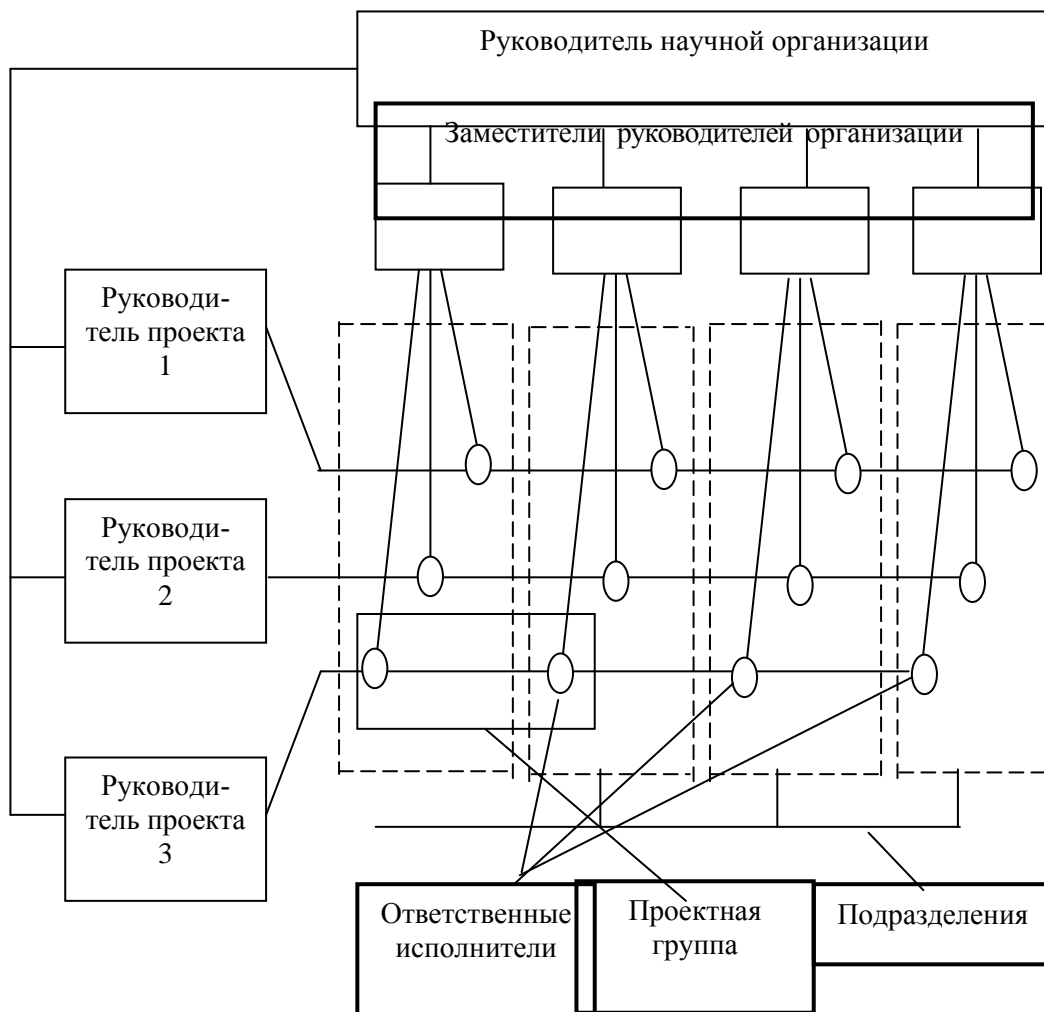 Руководитель научной организации
Заместители руководителей организации
Руководи-
тель проекта
1
Руководи-
тель проекта
2
Руководи-
тель проекта
3
Ответственные
исполнители
Проектная
группа
Подразделения